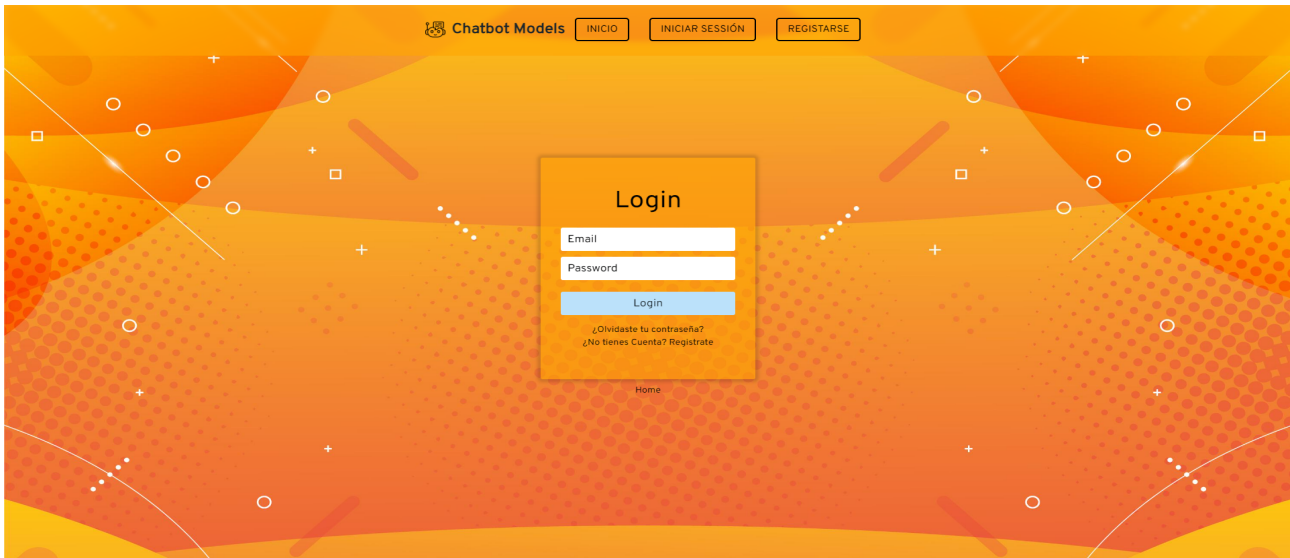 Chatbot Models INICIO INICIAR SESSIÓN REGISTARSE
Login
Email
Password
Login
¿Olvidaste tu contraseña?
¿No tienes Cuenta? Registrate
Home